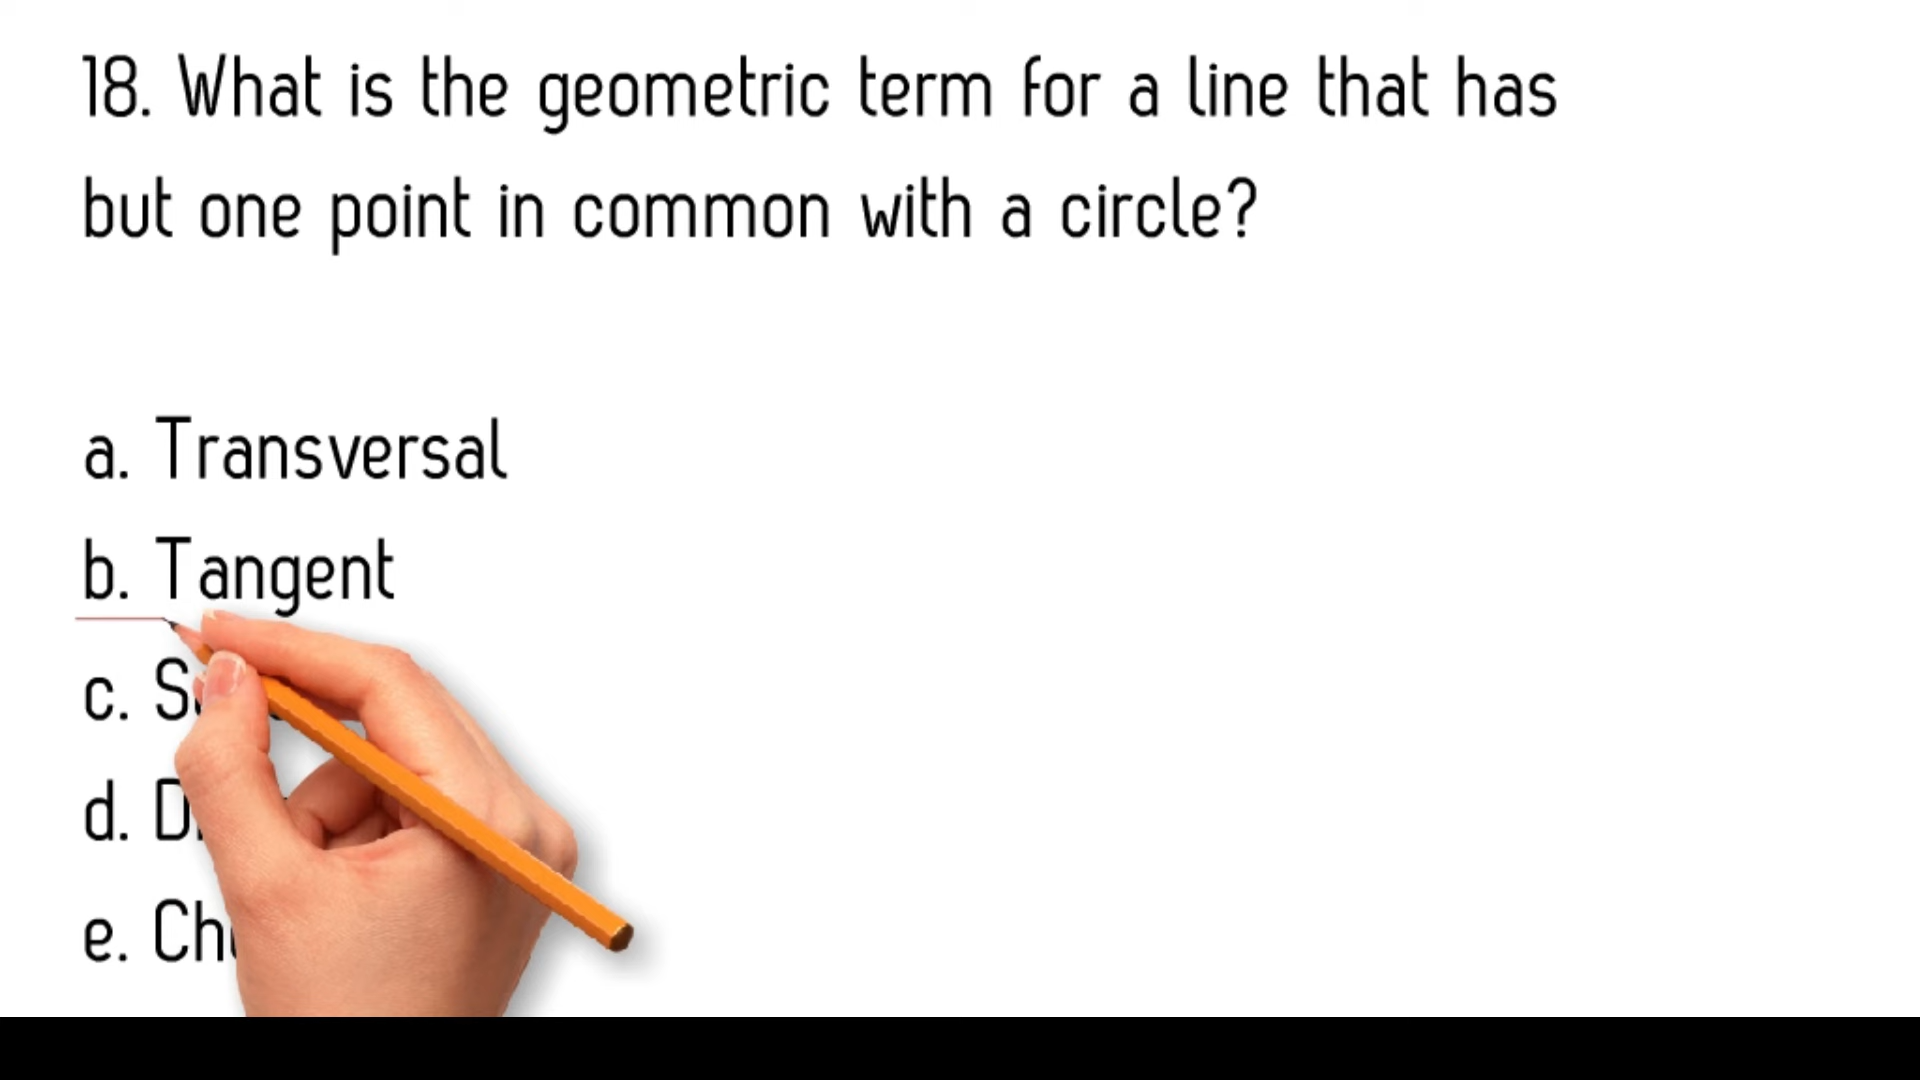 18. What is the geometric term for a line that has
but one point in common with a circle?
a. Transversal
b. Tangent
c.
d.
e.